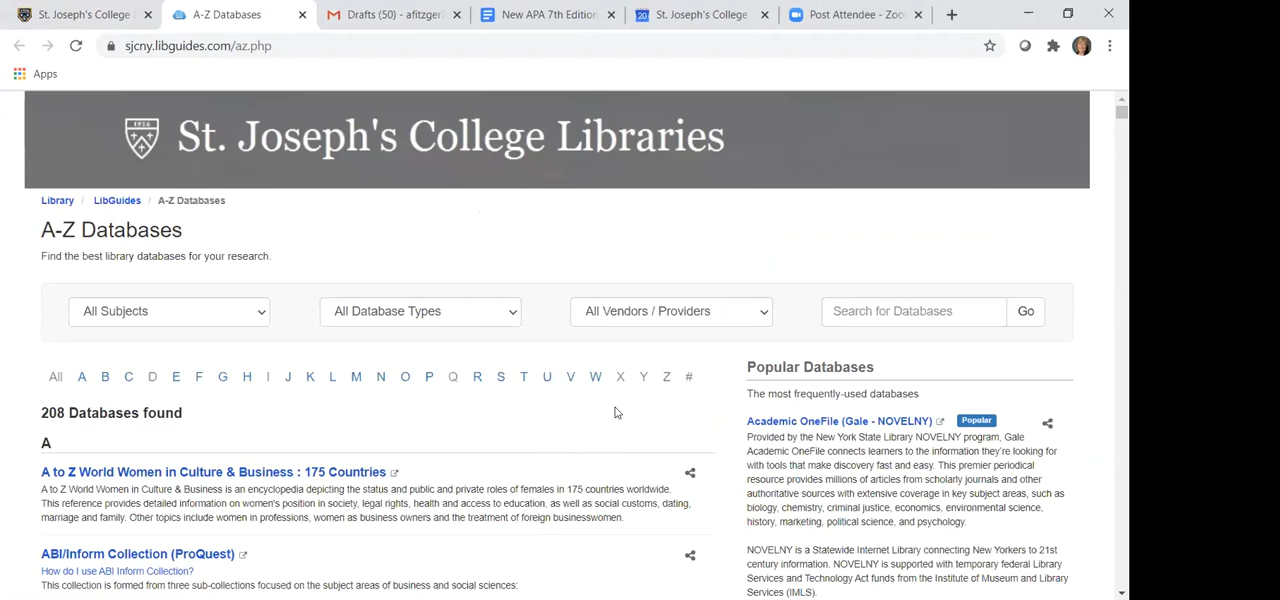 St. Joseph's College
A-Z Databases
Drafts (50) - afitzger
New APA 7th Edition
20
St. Joseph's College
Post Attendee - Zoo
sjcny.libguides.com/az.php
Apps
1916
St. Joseph's College Libraries
Library / LibGuides / A-Z Databases
A-Z Databases
Find the best library databases for your research.
All Subjects
All Database Types
All Vendors / Providers
Search for Databases
Go
All A B C D E F G H I J K L M N O P Q R S T U V W X Y Z #
208 Databases found
A
A to Z World Women in Culture & Business : 175 Countries
A to Z World Women in Culture & Business is an encyclopedia depicting the status and public and private roles of females in 175 countries worldwide.
This reference provides detailed information on women's position in society, legal rights, health and access to education, as well as social customs, dating,
marriage and family. Other topics include women in professions, women as business owners and the treatment of foreign businesswomen.
ABI/Inform Collection (ProQuest)
How do I use ABI Inform Collection?
This collection is formed from three sub-collections focused on the subject areas of business and social sciences:
Popular Databases
The most frequently-used databases
Academic OneFile (Gale - NOVELNY)
Popular
Provided by the New York State Library NOVELNY program, Gale
Academic OneFile connects learners to the information they're looking for
with tools that make discovery fast and easy. This premier periodical
resource provides millions of articles from scholarly journals and other
authoritative sources with extensive coverage in key subject areas, such as
biology, chemistry, criminal justice, economics, environmental science,
history, marketing, political science, and psychology.
NOVELNY is a Statewide Internet Library connecting New Yorkers to 21st
century information. NOVELNY is supported with temporary federal Library
Services and Technology Act funds from the Institute of Museum and Library
Services (IMLS).